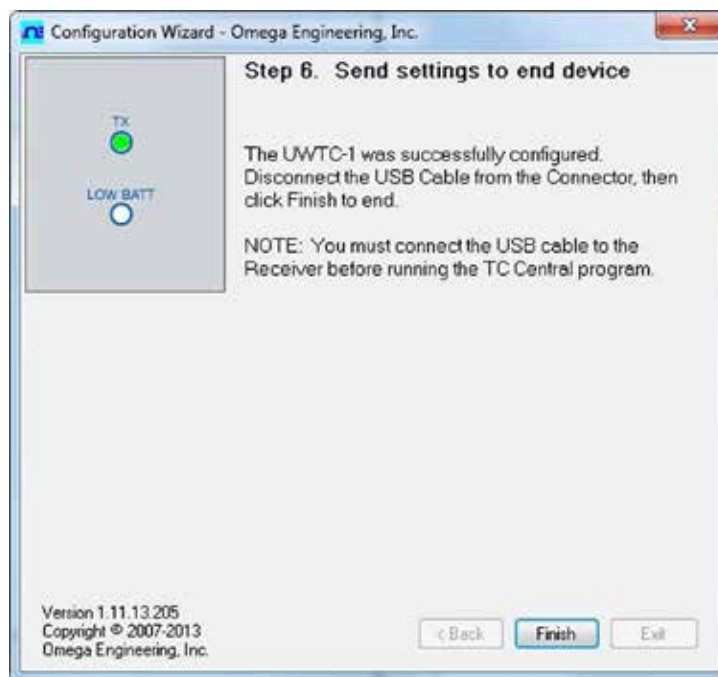 Configuration Wizard - Omega Engineering, Inc.
Step 6. Send settings to end device
TX
LOW BATT
The UWTC-1 was successfully configured.
Disconnect the USB Cable from the Connector, then
click Finish to end.
NOTE: You must connect the USB cable to the
Receiver before running the TC Central program.
Version 1.11.13.205
Copyright © 2007-2013
Omega Engineering, Inc.
< Back
Finish
Exit